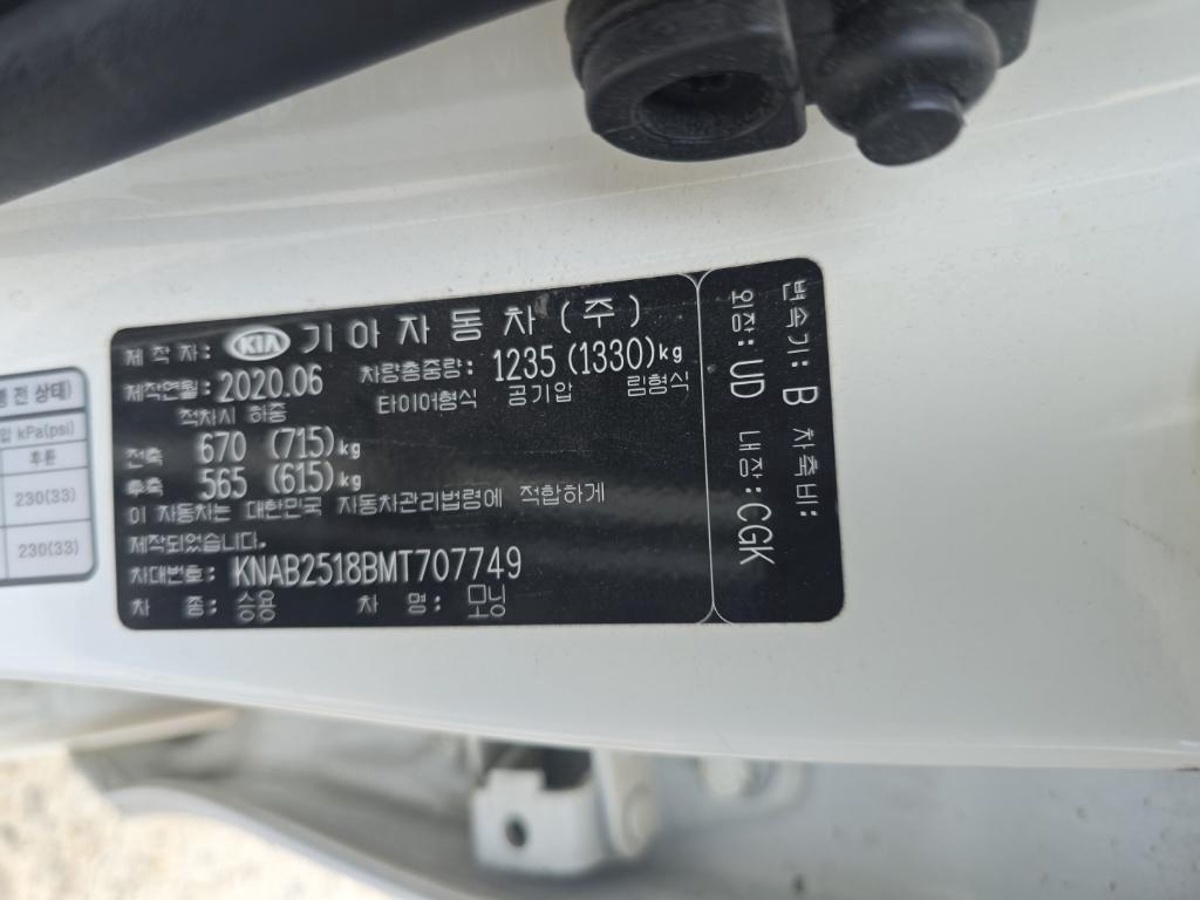 제 작 자: KIA 기 아 자 동 차 (주)
제작연월: 2020.06 차량총중량: 1235 (1330)kg
적차시 하중 타이어형식 공기압 림형식
전축 670 (715)kg
후축 565 (615)kg
이 자동차는 대한민국 자동차관리법령에 적합하게
제작되었습니다.
차대번호: KNAB2518BMT707749
차 종: 승용 차 명: 모닝
변속기: B 차축비:
외장: UD 내장: CGK
전 상태)
kPa(psi)
후륜
230(33)
230(33)